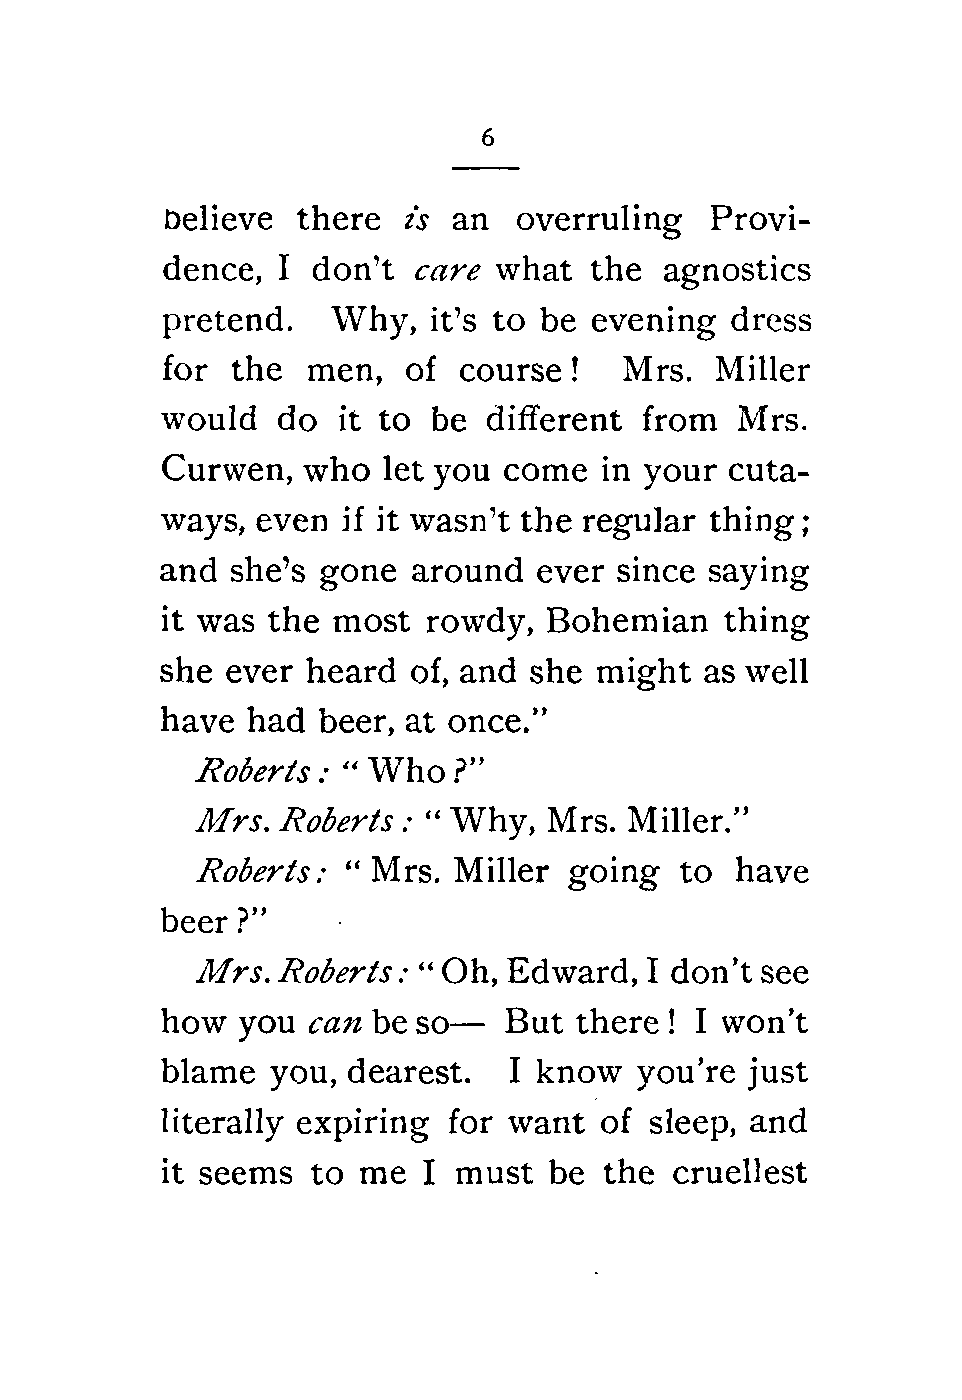 6
believe there is an overruling Provi-
dence, I don't care what the agnostics
pretend. Why, it's to be evening dress
for the men, of course! Mrs. Miller
would do it to be different from Mrs.
Curwen, who let you come in your cuta-
ways, even if it wasn't the regular thing;
and she's gone around ever since saying
it was the most rowdy, Bohemian thing
she ever heard of, and she might as well
have had beer, at once."
Roberts: "Who?"
Mrs. Roberts: "Why, Mrs. Miller."
Roberts: "Mrs. Miller going to have
beer?"
Mrs. Roberts: "Oh, Edward, I don't see
how you can be so— But there! I won't
blame you, dearest. I know you're just
literally expiring for want of sleep, and
it seems to me I must be the cruellest